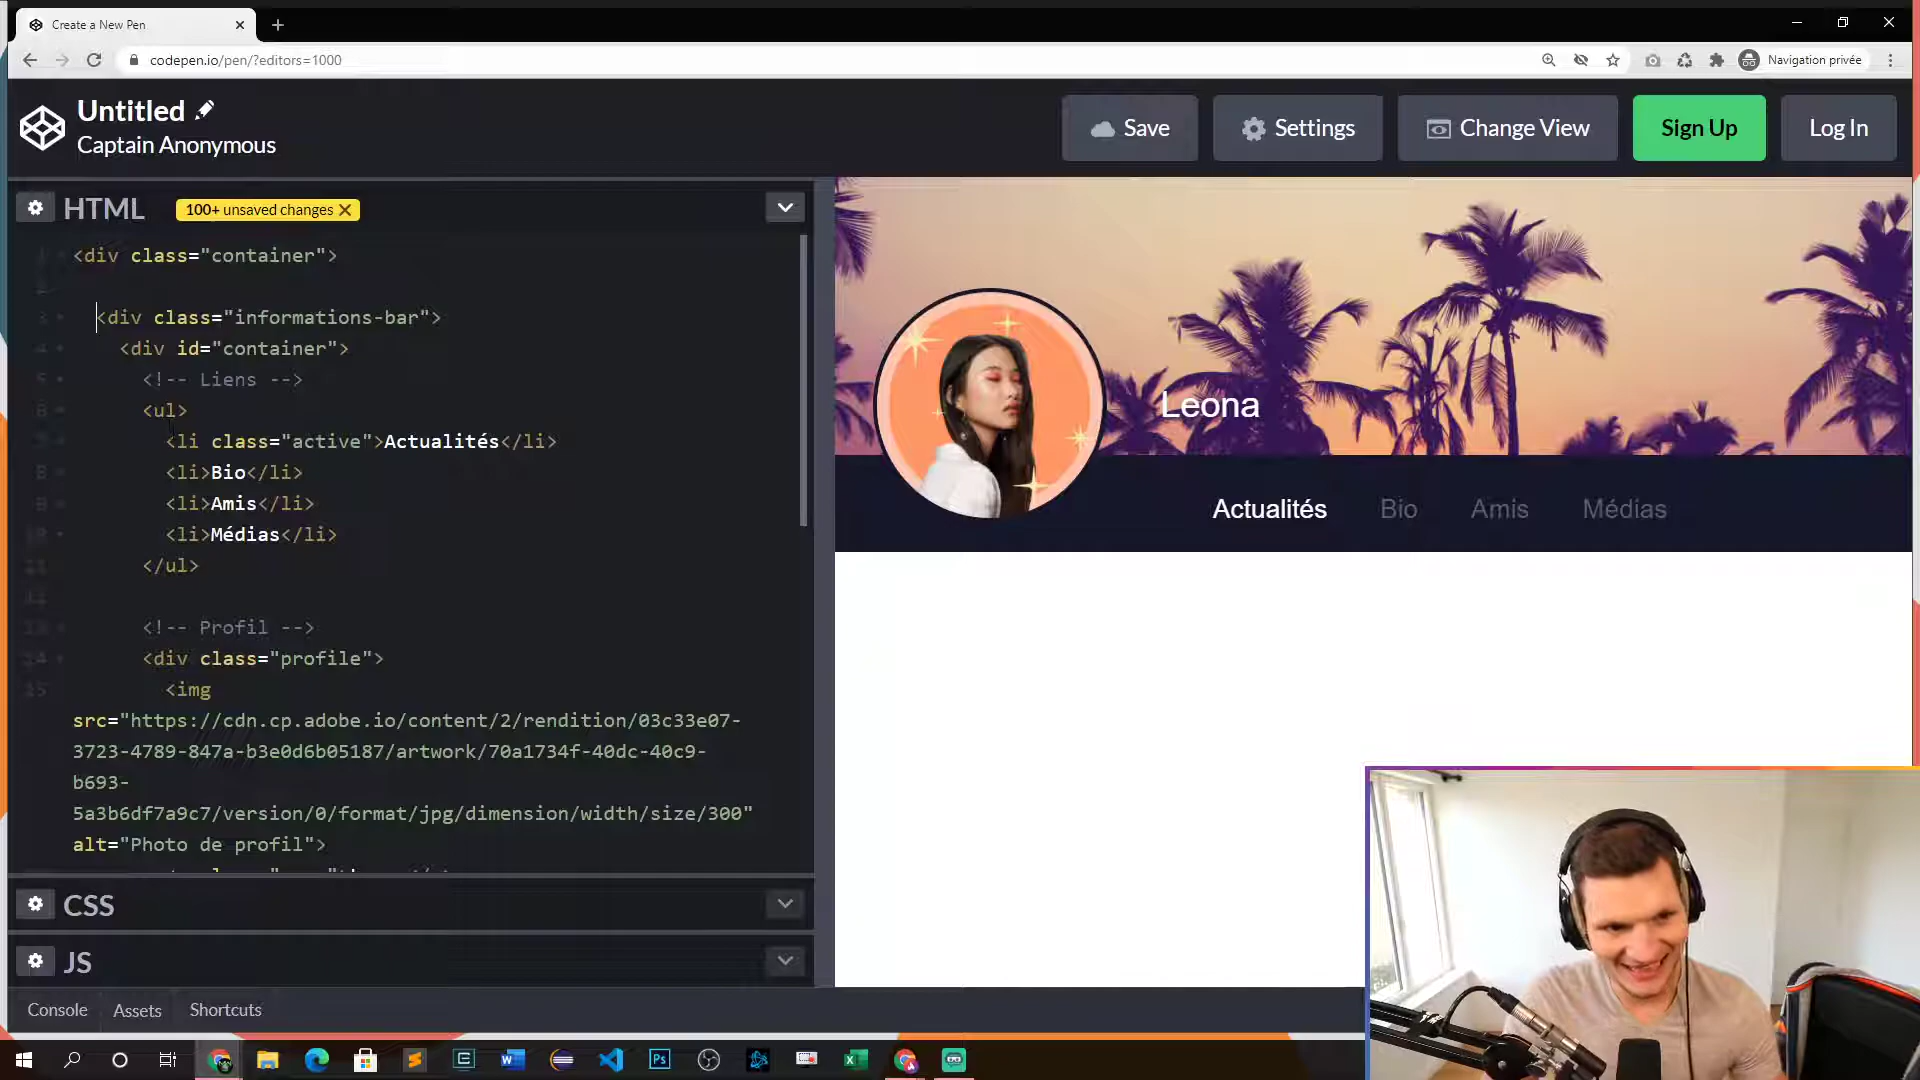 Create a New Pen
codepen.io/pen/?editors=1000
Navigation privée
Untitled
Captain Anonymous
Save
Settings
Change View
Sign Up
Log In
HTML
100+ unsaved changes
<div class="container">
<div class="informations-bar">
<div id="container">
<!-- Liens -->
<ul>
<li class="active">Actualités</li>
<li>Bio</li>
<li>Amis</li>
<li>Médias</li>
</ul>
<!-- Profil -->
<div class="profile">
<img
src="https://cdn.cp.adobe.io/content/2/rendition/03c33e07-
3723-4789-847a-b3e0d6b05187/artwork/70a1734f-40dc-40c9-
b693-
5a3b6df7a9c7/version/0/format/jpg/dimension/width/size/300"
alt="Photo de profil">
CSS
JS
Console
Assets
Shortcuts
Leona
Actualités
Bio
Amis
Médias